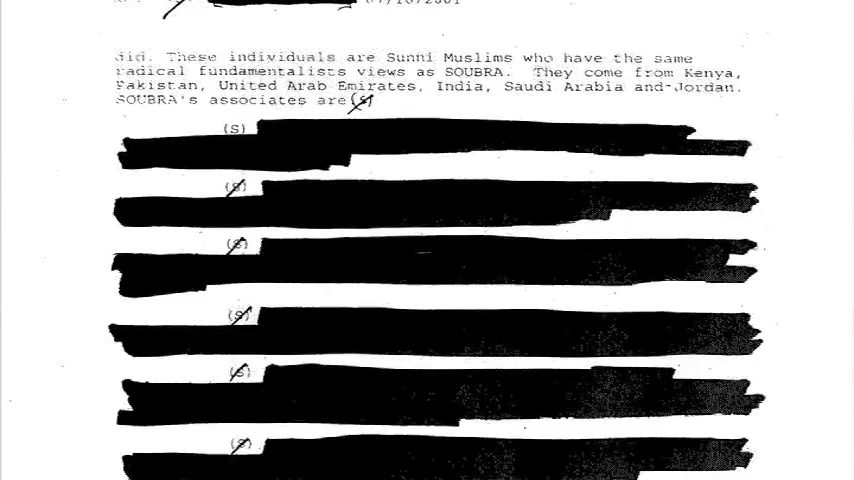 did. These individuals are Sunni Muslims who have the same
radical fundamentalists views as SOUBRA. They come from Kenya,
Pakistan, United Arab Emirates, India, Saudi Arabia and Jordan.
SOUBRA's associates are (S)
(S)
(S)
(S)
(S)
(S)
(S)